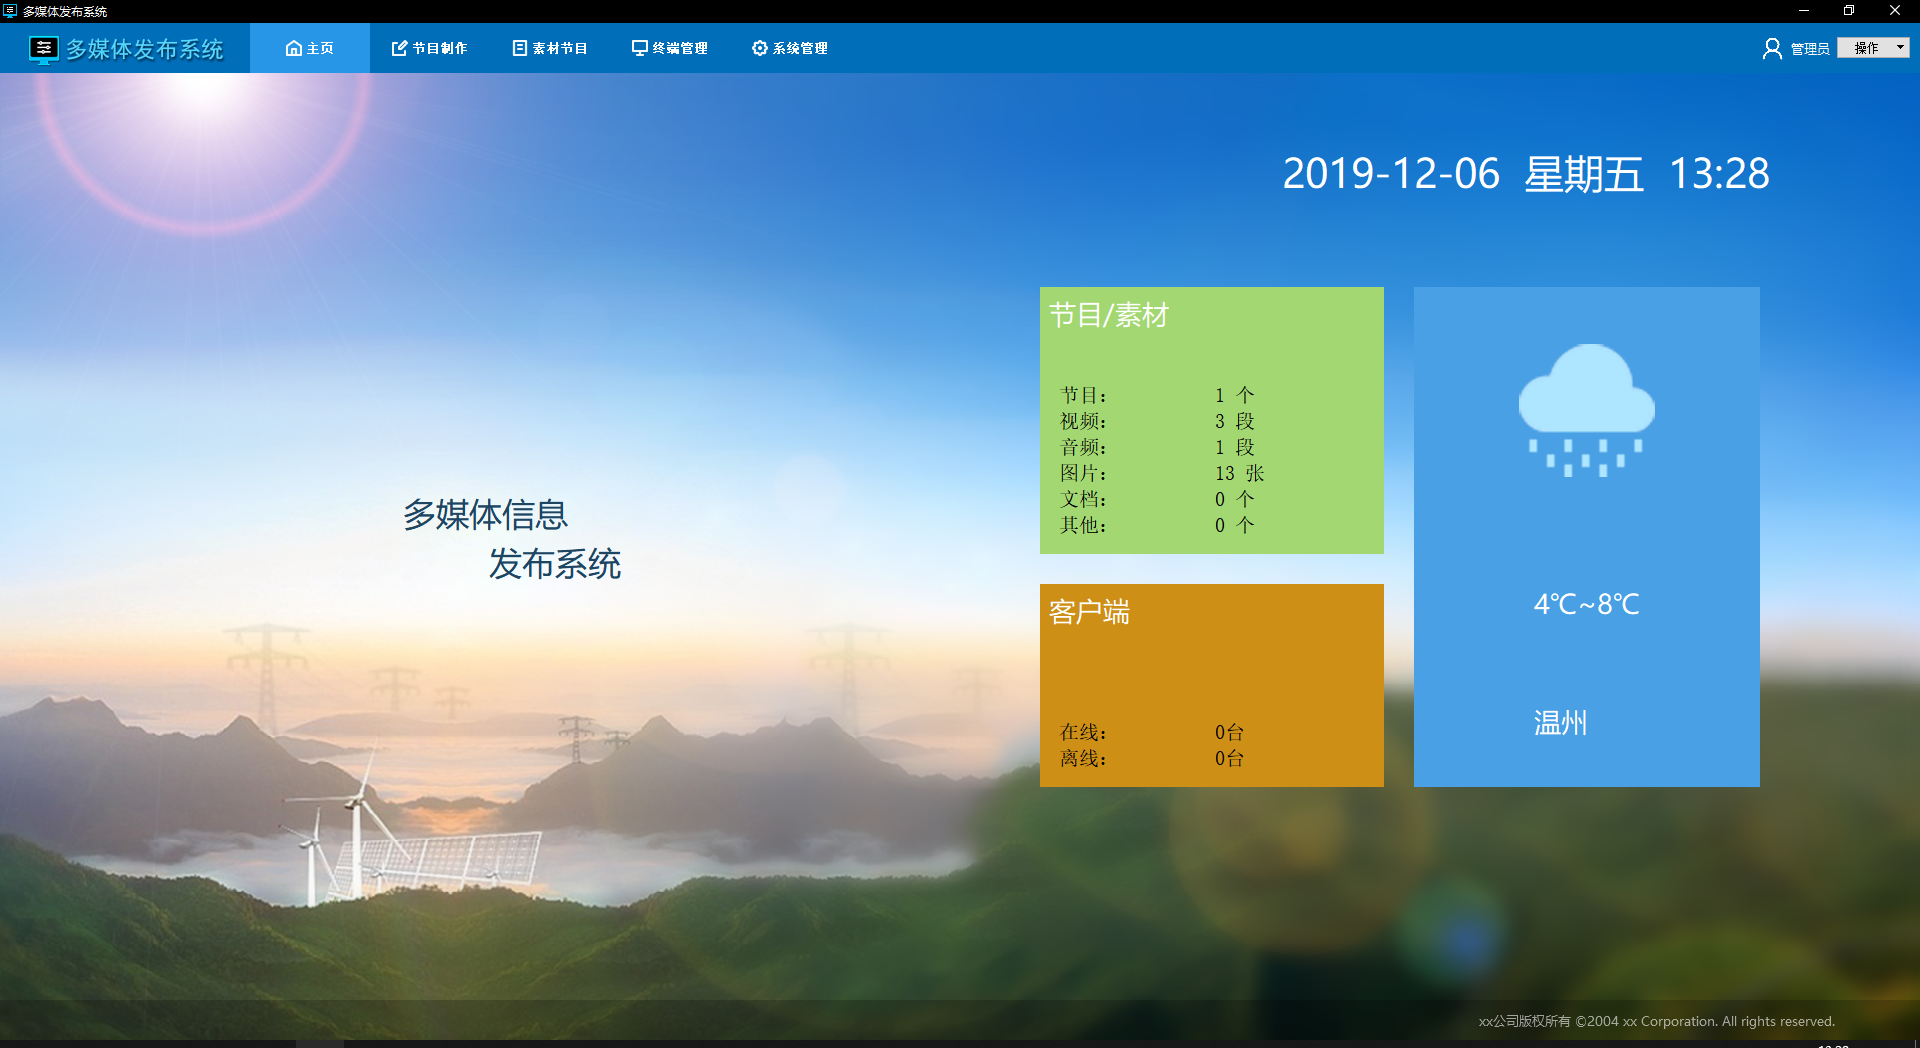 多媒体发布系统
多媒体发布系统
主页
节目制作
素材节目
终端管理
系统管理
管理员
操作
2019-12-06 星期五 13:28
节目/素材
节目： 1 个
视频： 3 段
音频： 1 段
图片： 13 张
文档： 0 个
其他： 0 个
4℃~8℃
温州
多媒体信息
发布系统
客户端
在线： 0台
离线： 0台
xx公司版权所有 ©2004 xx Corporation. All rights reserved.